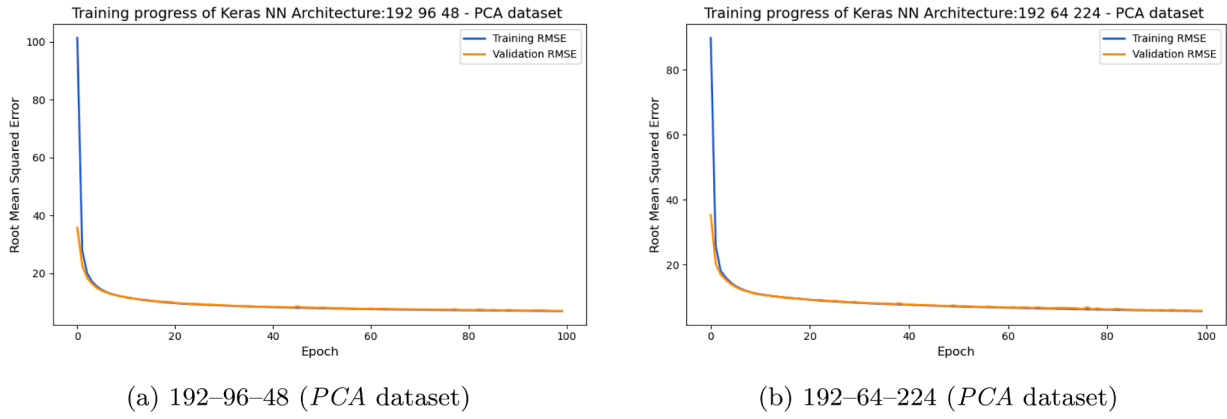 Training progress of Keras NN Architecture:192 96 48 - PCA dataset
Training RMSE
Validation RMSE
Root Mean Squared Error
100
80
60
40
20
0
20
40
60
80
100
Epoch
(a) 192–96–48 (PCA dataset)
Training progress of Keras NN Architecture:192 64 224 - PCA dataset
Training RMSE
Validation RMSE
Root Mean Squared Error
80
60
40
20
0
20
40
60
80
100
Epoch
(b) 192–64–224 (PCA dataset)